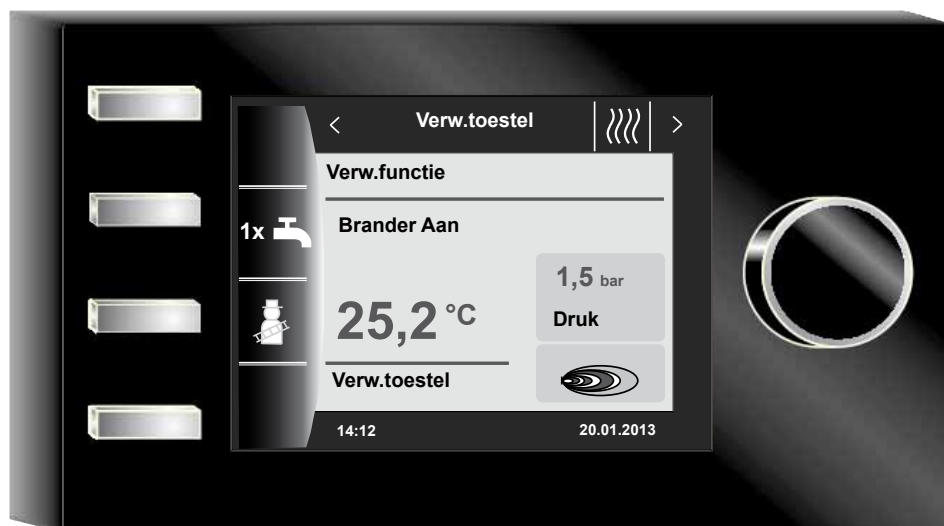 Verw.toestel
Verw.functie
1x
Brander Aan
1,5 bar
Druk
25,2 °C
Verw.toestel
14:12
20.01.2013